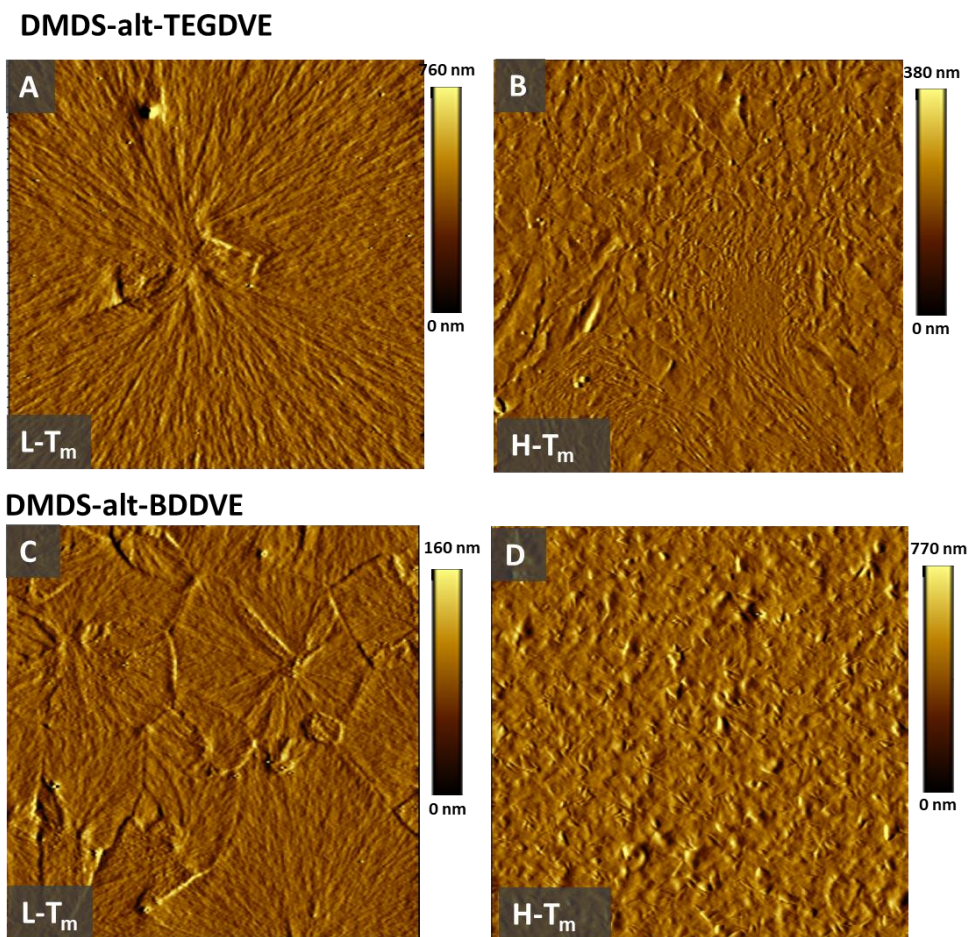 DMDS-alt-TEGDVE
A
760 nm
0 nm
L-Tₘ
B
380 nm
0 nm
H-Tₘ
DMDS-alt-BDDVE
C
160 nm
0 nm
L-Tₘ
D
770 nm
0 nm
H-Tₘ